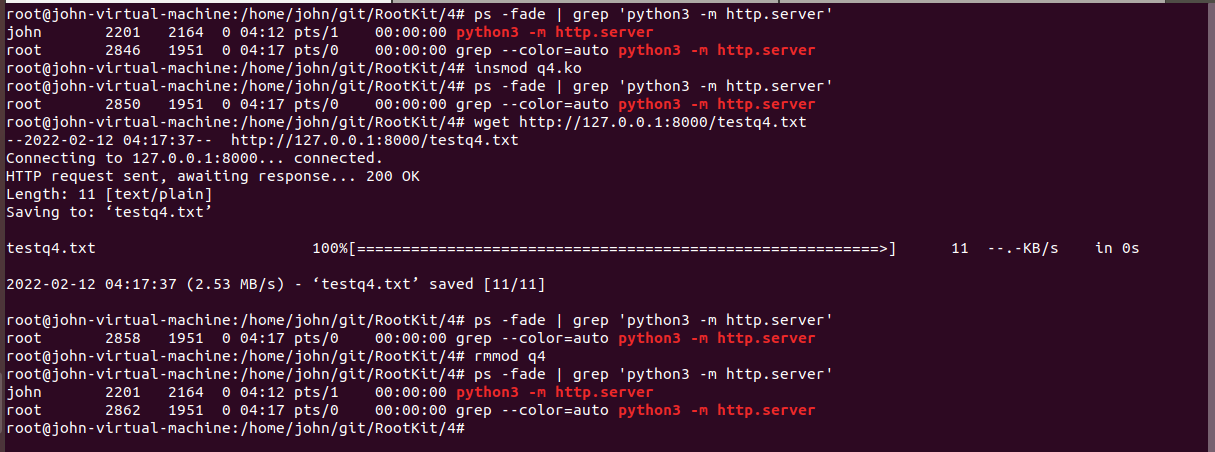 root@john-virtual-machine:/home/john/git/RootKit/4# ps -fade | grep 'python3 -m http.server'
john        2201    2164  0 04:12 pts/1    00:00:00 python3 -m http.server
root        2846    1951  0 04:17 pts/0    00:00:00 grep --color=auto python3 -m http.server
root@john-virtual-machine:/home/john/git/RootKit/4# insmod q4.ko
root@john-virtual-machine:/home/john/git/RootKit/4# ps -fade | grep 'python3 -m http.server'
root        2850    1951  0 04:17 pts/0    00:00:00 grep --color=auto python3 -m http.server
root@john-virtual-machine:/home/john/git/RootKit/4# wget http://127.0.0.1:8000/testq4.txt
--2022-02-12 04:17:37--  http://127.0.0.1:8000/testq4.txt
Connecting to 127.0.0.1:8000... connected.
HTTP request sent, awaiting response... 200 OK
Length: 11 [text/plain]
Saving to: ‘testq4.txt’

testq4.txt                        100%[==========================================================>]      11  --.-KB/s    in 0s

2022-02-12 04:17:37 (2.53 MB/s) - ‘testq4.txt’ saved [11/11]

root@john-virtual-machine:/home/john/git/RootKit/4# ps -fade | grep 'python3 -m http.server'
root        2858    1951  0 04:17 pts/0    00:00:00 grep --color=auto python3 -m http.server
root@john-virtual-machine:/home/john/git/RootKit/4# rmmod q4
root@john-virtual-machine:/home/john/git/RootKit/4# ps -fade | grep 'python3 -m http.server'
john        2201    2164  0 04:12 pts/1    00:00:00 python3 -m http.server
root        2862    1951  0 04:17 pts/0    00:00:00 grep --color=auto python3 -m http.server
root@john-virtual-machine:/home/john/git/RootKit/4#